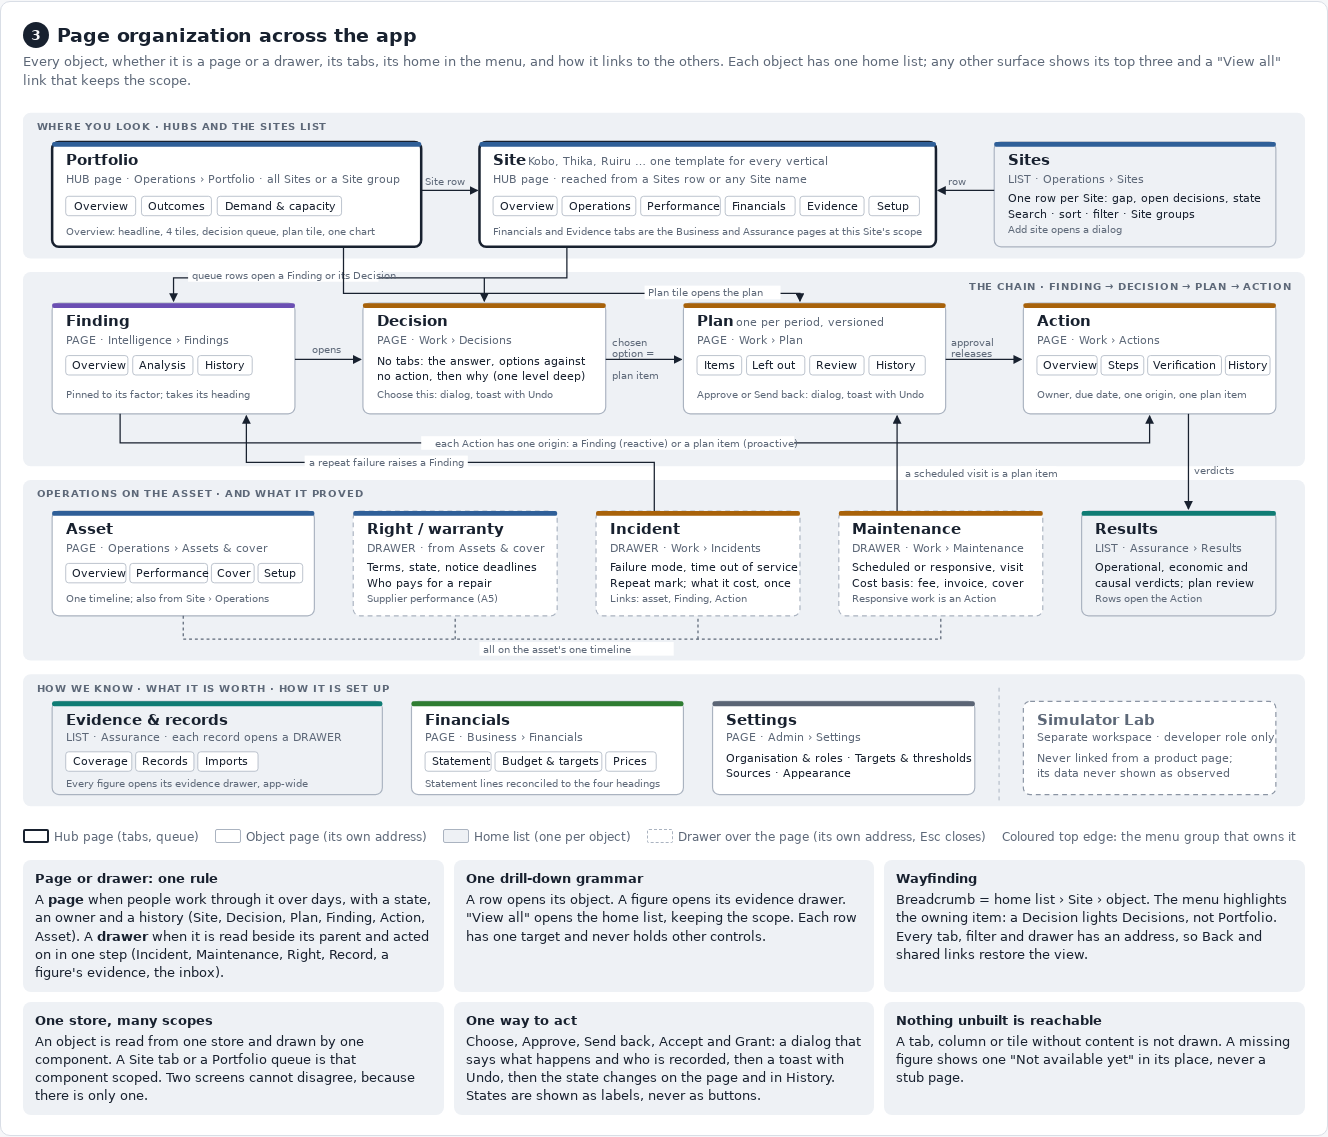 3 Page organization across the app
Every object, whether it is a page or a drawer, its tabs, its home in the menu, and how it links to the others. Each object has one home list; any other surface shows its top three and a "View all"
link that keeps the scope.
WHERE YOU LOOK · HUBS AND THE SITES LIST
Portfolio
HUB page · Operations › Portfolio · all Sites or a Site group
Overview Outcomes Demand & capacity
Overview: headline, 4 tiles, decision queue, plan tile, one chart
Site row
Site Kobo, Thika, Ruiru ... one template for every vertical
HUB page · reached from a Sites row or any Site name
Overview Operations Performance Financials Evidence Setup
Financials and Evidence tabs are the Business and Assurance pages at this Site's scope
row
Sites
LIST · Operations › Sites
One row per Site: gap, open decisions, state
Search · sort · filter · Site groups
Add site opens a dialog
queue rows open a Finding or its Decision
Plan tile opens the plan
THE CHAIN · FINDING → DECISION → PLAN → ACTION
Finding
PAGE · Intelligence › Findings
Overview Analysis History
Pinned to its factor; takes its heading
opens
Decision
PAGE · Work › Decisions
No tabs: the answer, options against
no action, then why (one level deep)
Choose this: dialog, toast with Undo
chosen
option =
plan item
Plan one per period, versioned
PAGE · Work › Plan
Items Left out Review History
Approve or Send back: dialog, toast with Undo
approval
releases
Action
PAGE · Work › Actions
Overview Steps Verification History
Owner, due date, one origin, one plan item
each Action has one origin: a Finding (reactive) or a plan item (proactive)
a repeat failure raises a Finding
a scheduled visit is a plan item
verdicts
OPERATIONS ON THE ASSET · AND WHAT IT PROVED
Asset
PAGE · Operations › Assets & cover
Overview Performance Cover Setup
One timeline; also from Site › Operations
Right / warranty
DRAWER · from Assets & cover
Terms, state, notice deadlines
Who pays for a repair
Supplier performance (A5)
Incident
DRAWER · Work › Incidents
Failure mode, time out of service
Repeat mark; what it cost, once
Links: asset, Finding, Action
Maintenance
DRAWER · Work › Maintenance
Scheduled or responsive, visit
Cost basis: fee, invoice, cover
Responsive work is an Action
Results
LIST · Assurance › Results
Operational, economic and
causal verdicts; plan review
Rows open the Action
all on the asset's one timeline
HOW WE KNOW · WHAT IT IS WORTH · HOW IT IS SET UP
Evidence & records
LIST · Assurance · each record opens a DRAWER
Coverage Records Imports
Every figure opens its evidence drawer, app-wide
Financials
PAGE · Business › Financials
Statement Budget & targets Prices
Statement lines reconciled to the four headings
Settings
PAGE · Admin › Settings
Organisation & roles · Targets & thresholds
Sources · Appearance
Simulator Lab
Separate workspace · developer role only
Never linked from a product page;
its data never shown as observed
Hub page (tabs, queue) Object page (its own address) Home list (one per object) Drawer over the page (its own address, Esc closes) Coloured top edge: the menu group that owns it
Page or drawer: one rule
A page when people work through it over days, with a state,
an owner and a history (Site, Decision, Plan, Finding, Action,
Asset). A drawer when it is read beside its parent and acted
on in one step (Incident, Maintenance, Right, Record, a
figure's evidence, the inbox).
One drill-down grammar
A row opens its object. A figure opens its evidence drawer.
"View all" opens the home list, keeping the scope. Each row
has one target and never holds other controls.
Wayfinding
Breadcrumb = home list › Site › object. The menu highlights
the owning item: a Decision lights Decisions, not Portfolio.
Every tab, filter and drawer has an address, so Back and
shared links restore the view.
One store, many scopes
An object is read from one store and drawn by one
component. A Site tab or a Portfolio queue is that
component scoped. Two screens cannot disagree, because
there is only one.
One way to act
Choose, Approve, Send back, Accept and Grant: a dialog that
says what happens and who is recorded, then a toast with
Undo, then the state changes on the page and in History.
States are shown as labels, never as buttons.
Nothing unbuilt is reachable
A tab, column or tile without content is not drawn. A missing
figure shows one "Not available yet" in its place, never a
stub page.